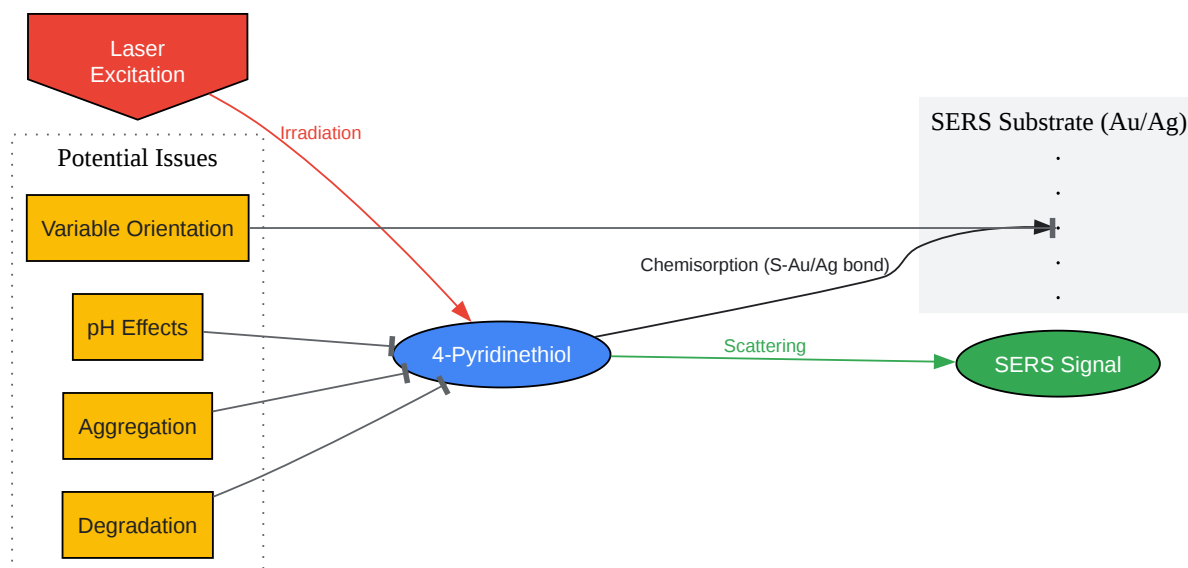 Laser
Excitation
Irradiation
SERS Substrate (Au/Ag)
Potential Issues
Variable Orientation
Chemisorption (S-Au/Ag bond)
pH Effects
4-Pyridinethiol
Scattering
SERS Signal
Aggregation
Degradation